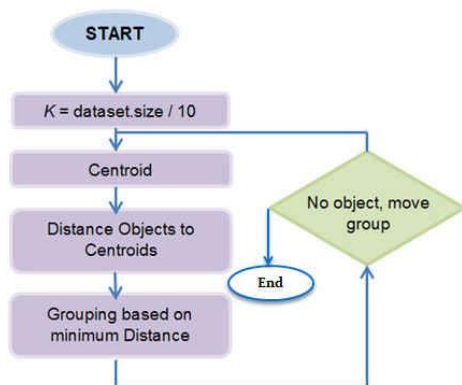 START
K = dataset.size / 10
Centroid
Distance Objects to
Centroids
Grouping based on
minimum Distance
No object, move
group
End